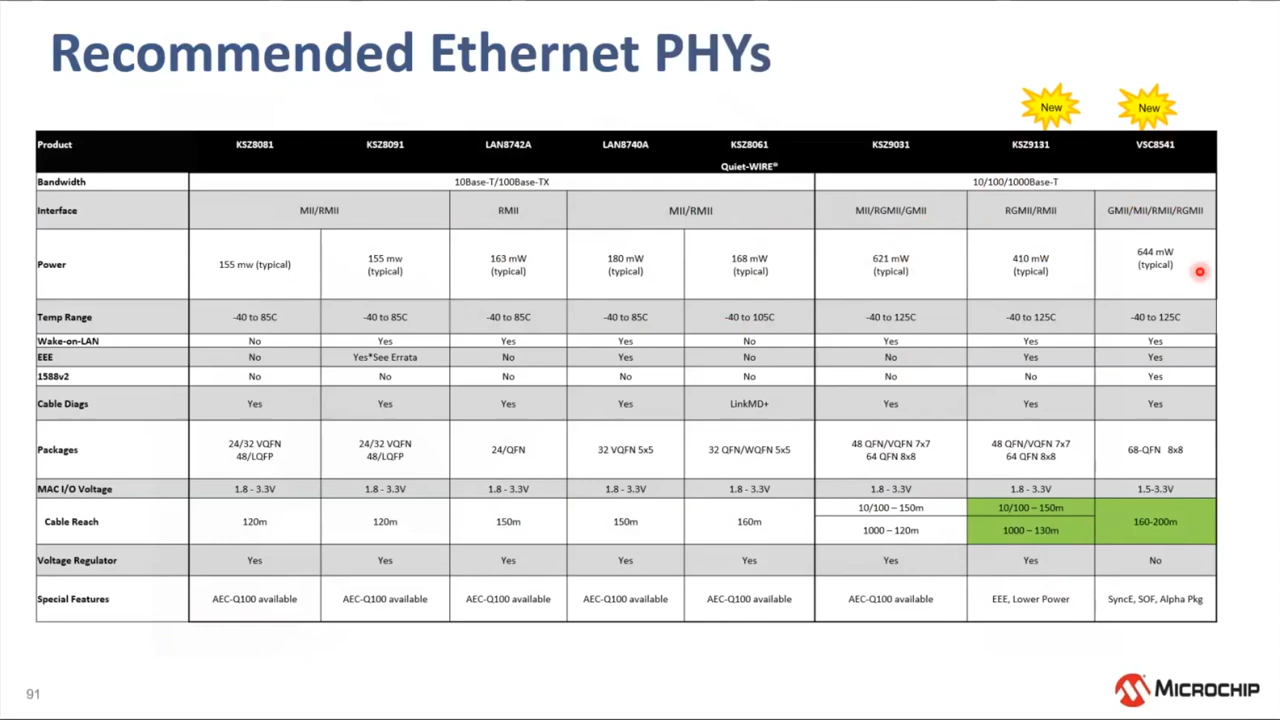 Recommended Ethernet PHYs
New New
Product KSZ8081 KSZ8091 LAN8742A LAN8740A KSZ8061 KSZ9031 KSZ9131 VSC8541
Quiet-WIRE®
Bandwidth 10Base-T/100Base-TX 10/100/1000Base-T
Interface MII/RMII RMII MII/RMII MII/RGMII/GMII RGMII/RMII GMII/MII/RMII/RGMII
Power 155 mw (typical) 155 mw (typical) 163 mW (typical) 180 mW (typical) 168 mW (typical) 621 mW (typical) 410 mW (typical) 644 mW (typical)
Temp Range -40 to 85C -40 to 85C -40 to 85C -40 to 85C -40 to 105C -40 to 125C -40 to 125C -40 to 125C
Wake-on-LAN No Yes Yes Yes No Yes Yes Yes
EEE No Yes*See Errata No Yes No No Yes Yes
1588v2 No No No No No No No Yes
Cable Diags Yes Yes Yes Yes LinkMD+ Yes Yes Yes
Packages 24/32 VQFN 48/LQFP 24/32 VQFN 48/LQFP 24/QFN 32 VQFN 5x5 32 QFN/WQFN 5x5 48 QFN/VQFN 7x7 64 QFN 8x8 48 QFN/VQFN 7x7 64 QFN 8x8 68-QFN 8x8
MAC I/O Voltage 1.8 - 3.3V 1.8 - 3.3V 1.8 - 3.3V 1.8 - 3.3V 1.8 - 3.3V 1.8 - 3.3V 1.8 - 3.3V 1.5-3.3V
Cable Reach 120m 120m 150m 150m 160m 10/100 – 150m 1000 – 120m 10/100 – 150m 1000 – 130m 160-200m
Voltage Regulator Yes Yes Yes Yes Yes Yes Yes No
Special Features AEC-Q100 available AEC-Q100 available AEC-Q100 available AEC-Q100 available AEC-Q100 available AEC-Q100 available EEE, Lower Power SyncE, SOF, Alpha Pkg
91
MICROCHIP